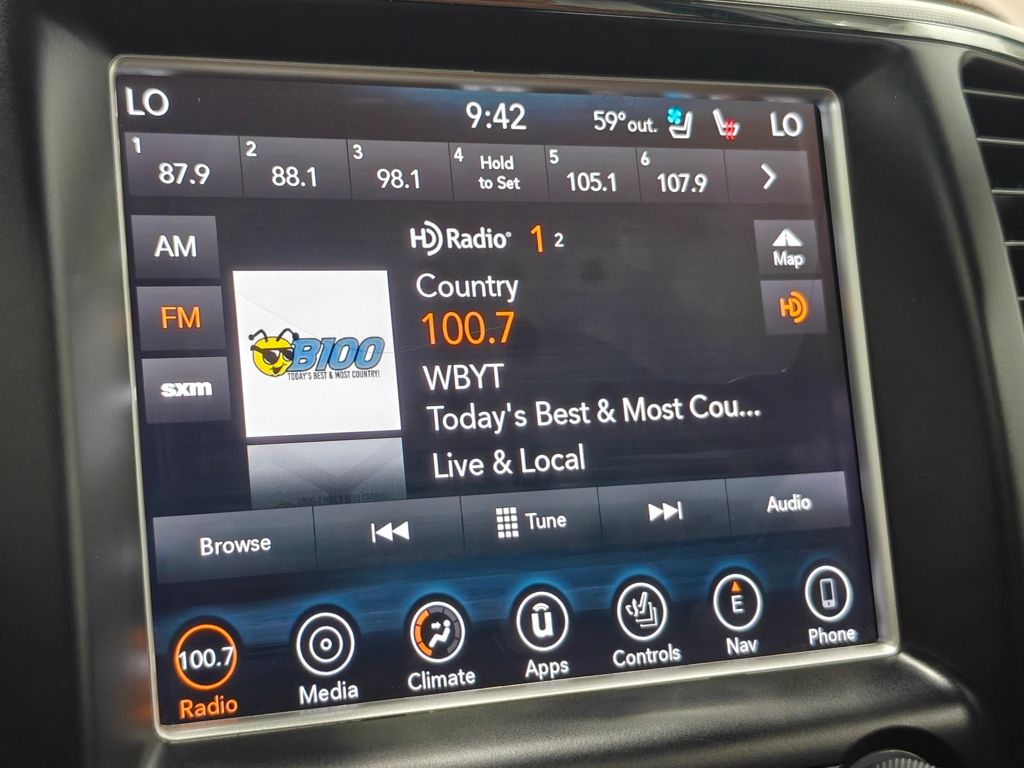 LO 9:42 59° out. LO
1 87.9 2 88.1 3 98.1 4 Hold to Set 5 105.1 6 107.9
AM
FM
sxm
B100
TODAY'S BEST & MOST COUNTRY!
HD Radio® 1 2
Country
100.7
WBYT
Today's Best & Most Cou...
Live & Local
Map
HD
Browse Tune Audio
100.7 Radio Media Climate Apps Controls E Nav Phone